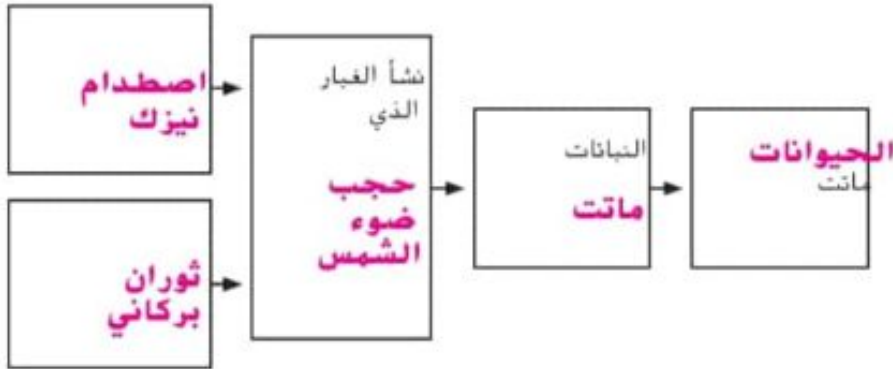 اصطدام
نيزك
ثوران
بركاني
نشأ الغبار
الذي
حجب
ضوء
الشمس
النباتات
ماتت
الحيوانات
ماتت